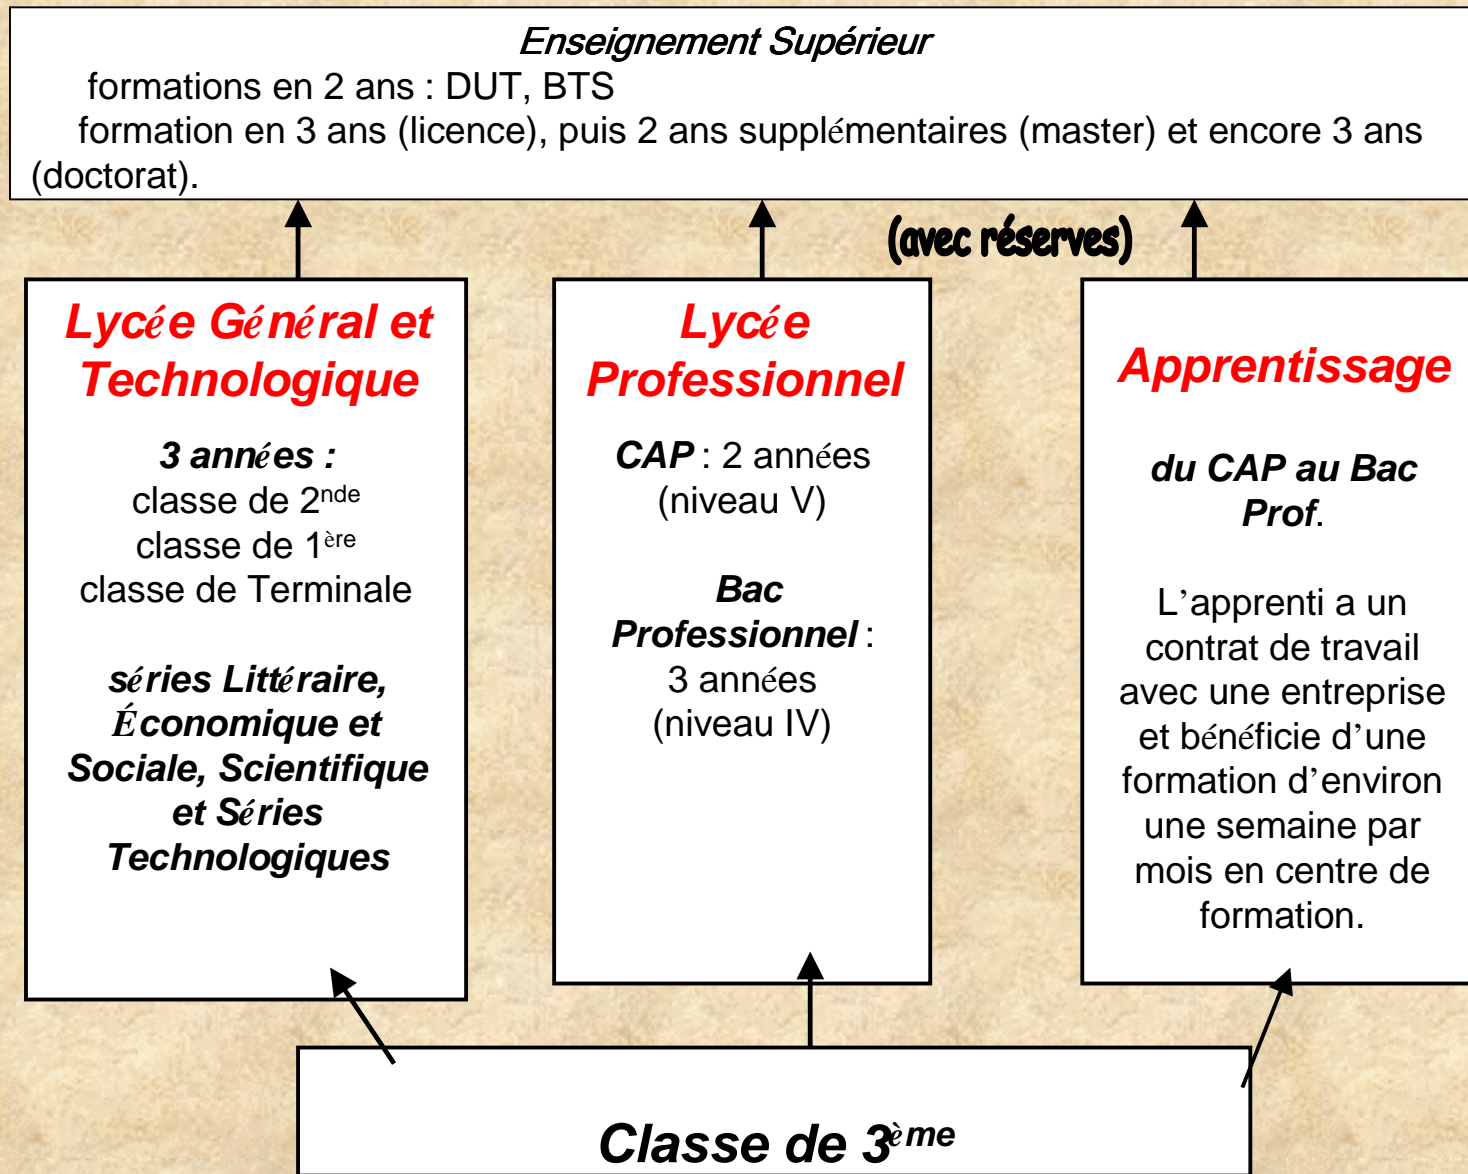 Enseignement Supérieur
formations en 2 ans : DUT, BTS
formation en 3 ans (licence), puis 2 ans supplémentaires (master) et encore 3 ans
(doctorat).
(avec réserves)
Lycée Général et
Technologique
3 années :
classe de 2nde
classe de 1ère
classe de Terminale
séries Littéraire,
Économique et
Sociale, Scientifique
et Séries
Technologiques
Lycée
Professionnel
CAP : 2 années
(niveau V)
Bac
Professionnel :
3 années
(niveau IV)
Apprentissage
du CAP au Bac
Prof.
L’apprenti a un
contrat de travail
avec une entreprise
et bénéficie d’une
formation d’environ
une semaine par
mois en centre de
formation.
Classe de 3ème